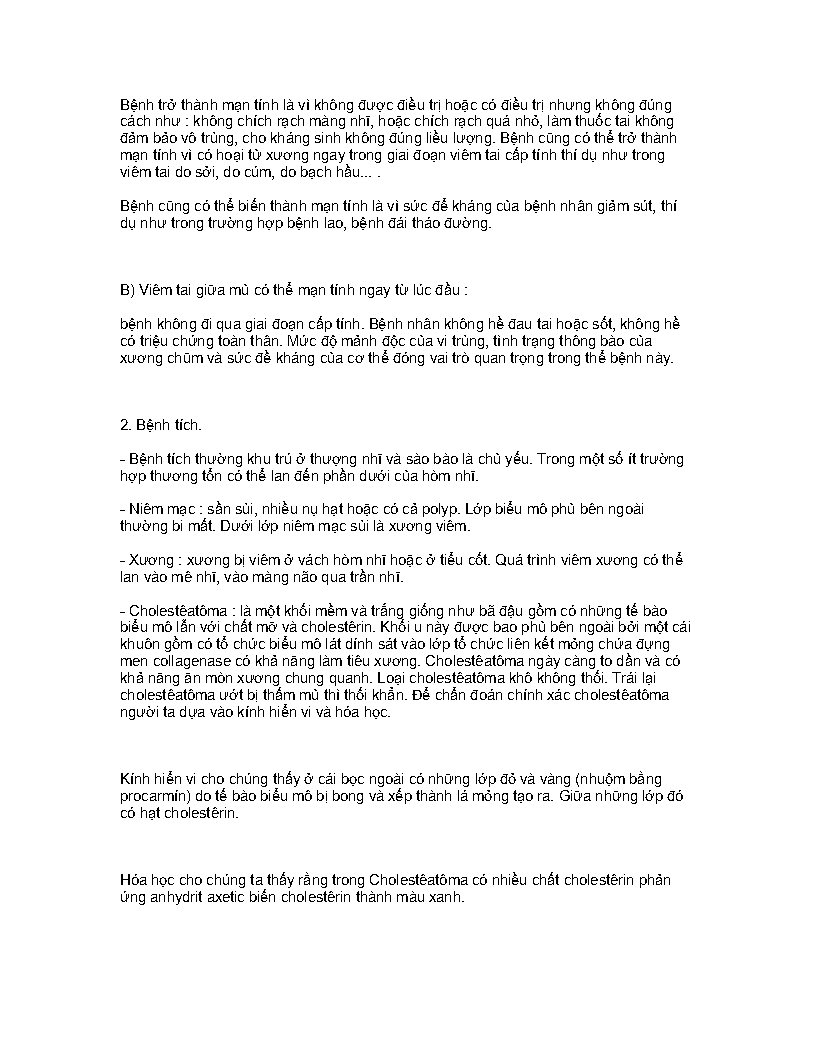 Bệnh trở thành mạn tính là vì không được điều trị hoặc có điều trị nhưng không đúng
cách như : không chích rạch màng nhĩ, hoặc chích rạch quá nhỏ, làm thuốc tai không
đảm bảo vô trùng, cho kháng sinh không đúng liều lượng. Bệnh cũng có thể trở thành
mạn tính vì có hoại tử xương ngay trong giai đoạn viêm tai cấp tính thí dụ như trong
viêm tai do sởi, do cúm, do bạch hầu... .
Bệnh cũng có thể biến thành mạn tính là vì sức để kháng của bệnh nhân giảm sút, thí
dụ như trong trường hợp bệnh lao, bệnh đái tháo đường.
B) Viêm tai giữa mủ có thể mạn tính ngay từ lúc đầu :
bệnh không đi qua giai đoạn cấp tính. Bệnh nhân không hề đau tai hoặc sốt, không hề
có triệu chứng toàn thân. Mức độ mảnh độc của vi trùng, tình trạng thông bào của
xương chũm và sức đề kháng của cơ thể đóng vai trò quan trọng trong thể bệnh này.
2. Bệnh tích.
- Bệnh tích thường khu trú ở thượng nhĩ và sào bào là chủ yếu. Trong một số ít trường
hợp thương tổn có thể lan đến phần dưới của hòm nhĩ.
- Niêm mạc : sần sùi, nhiều nụ hạt hoặc có cả polyp. Lớp biểu mô phủ bên ngoài
thường bi mất. Dưới lớp niêm mạc sùi là xương viêm.
- Xương : xương bị viêm ở vách hòm nhĩ hoặc ở tiểu cốt. Quá trình viêm xương có thể
lan vào mê nhĩ, vào màng não qua trần nhĩ.
- Cholestêatôma : là một khối mềm và trắng giống như bã đậu gồm có những tế bào
biểu mô lẫn với chất mỡ và cholestêrin. Khối u này được bao phủ bên ngoài bởi một cái
khuôn gồm có tổ chức biểu mô lát dính sát vào lớp tổ chức liên kết mỏng chứa đựng
men collagenase có khả năng làm tiêu xương. Cholestêatôma ngày càng to dần và có
khả năng ăn mòn xương chung quanh. Loại cholestêatôma khô không thối. Trái lại
cholestêatôma ướt bị thấm mủ thì thối khẳn. Để chẩn đoán chính xác cholestêatôma
người ta dựa vào kính hiển vi và hóa học.
Kính hiển vi cho chúng thấy ở cái bọc ngoài có những lớp đỏ và vàng (nhuộm bằng
procarmín) do tế bào biểu mô bị bong và xếp thành lá mỏng tạo ra. Giữa những lớp đó
có hạt cholestêrin.
Hóa học cho chúng ta thấy rằng trong Cholestêatôma có nhiều chất cholestêrin phản
ứng anhydrit axetic biến cholestêrin thành màu xanh.